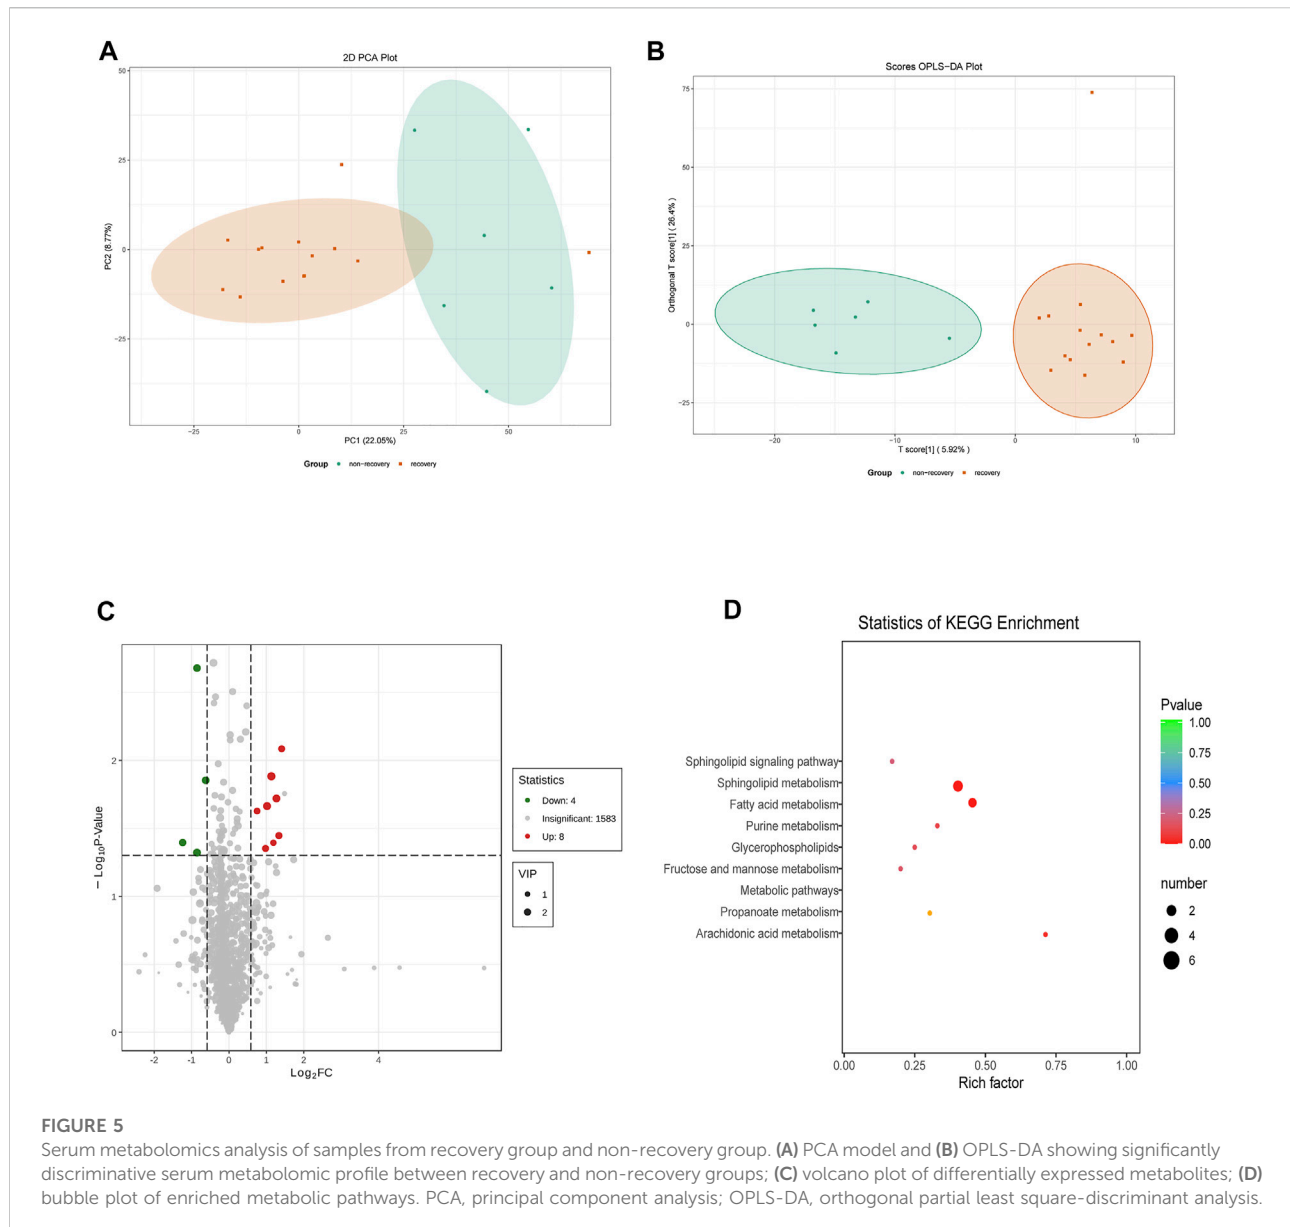 A
2D PCA Plot
50
25
0
−25
PC2 (8.77%)
−25
0
25
50
PC1 (22.05%)
Group non−recovery recovery
B
Scores OPLS−DA Plot
75
50
25
0
−25
Orthogonal T score[1] ( 26.4% )
−20
−10
0
10
T score[1] ( 5.92% )
Group non−recovery recovery
C
2
1
0
− Log10P-Value
-2
-1
0
1
2
4
Log2FC
Statistics
Down: 4
Insignificant: 1583
Up: 8
VIP
1
2
D
Statistics of KEGG Enrichment
Sphingolipid signaling pathway
Sphingolipid metabolism
Fatty acid metabolism
Purine metabolism
Glycerophospholipids
Fructose and mannose metabolism
Metabolic pathways
Propanoate metabolism
Arachidonic acid metabolism
0.00
0.25
0.50
0.75
1.00
Rich factor
Pvalue
1.00
0.75
0.50
0.25
0.00
number
2
4
6
FIGURE 5
Serum metabolomics analysis of samples from recovery group and non-recovery group. (A) PCA model and (B) OPLS-DA showing significantly
discriminative serum metabolomic profile between recovery and non-recovery groups; (C) volcano plot of differentially expressed metabolites; (D)
bubble plot of enriched metabolic pathways. PCA, principal component analysis; OPLS-DA, orthogonal partial least square-discriminant analysis.